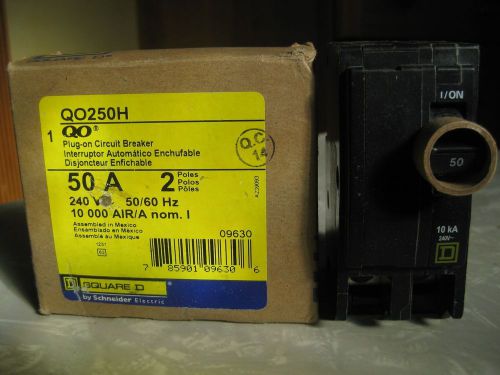 QO250H
1
QO®
Plug-on Circuit Breaker
Interruptor Automático Enchufable
Disjoncteur Enfichable
Q.C.
14
50 A 2 Poles
Polos
Pôles
240 V 50/60 Hz
10 000 AIR/A nom. I
Assembled in Mexico
Ensamblado en México
Assemblé au Mexique
1251
09630
7 85901 09630 6
SQUARE D
by Schneider Electric
I/ON
50
10 kA
240V~
D